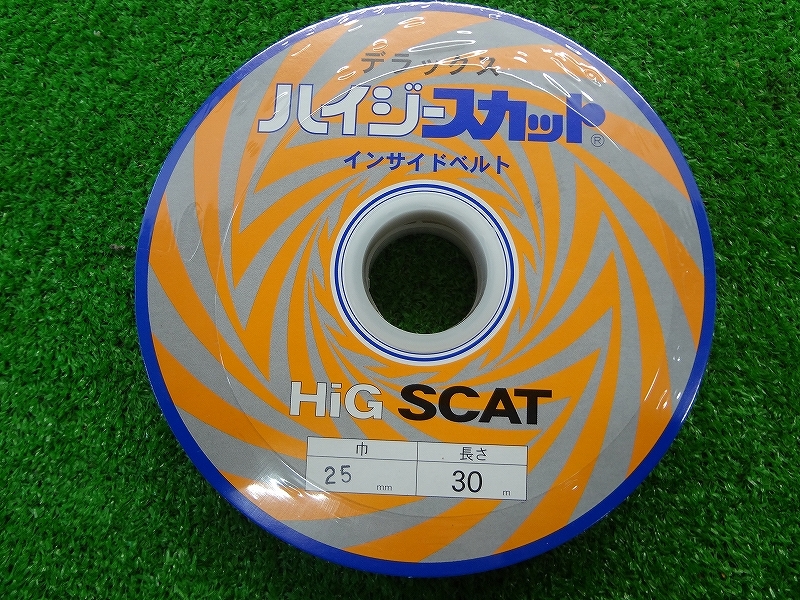 デラックス
ハイジースカット®
インサイドベルト
HiG SCAT
巾 長さ
25 mm 30 m